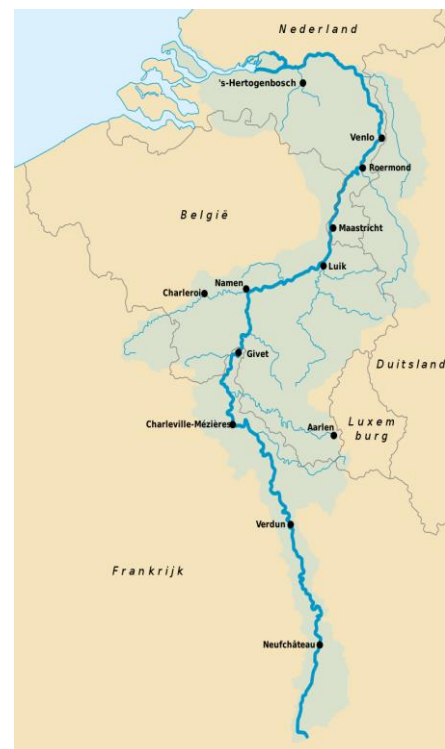 Nederland
's-Hertogenbosch
Venlo
Roermond
België
Maastricht
Luik
Namen
Charleroi
Givet
Duitsland
Charleville-Mézières
Aarlen
Luxem
burg
Verdun
Frankrijk
Neufchâteau